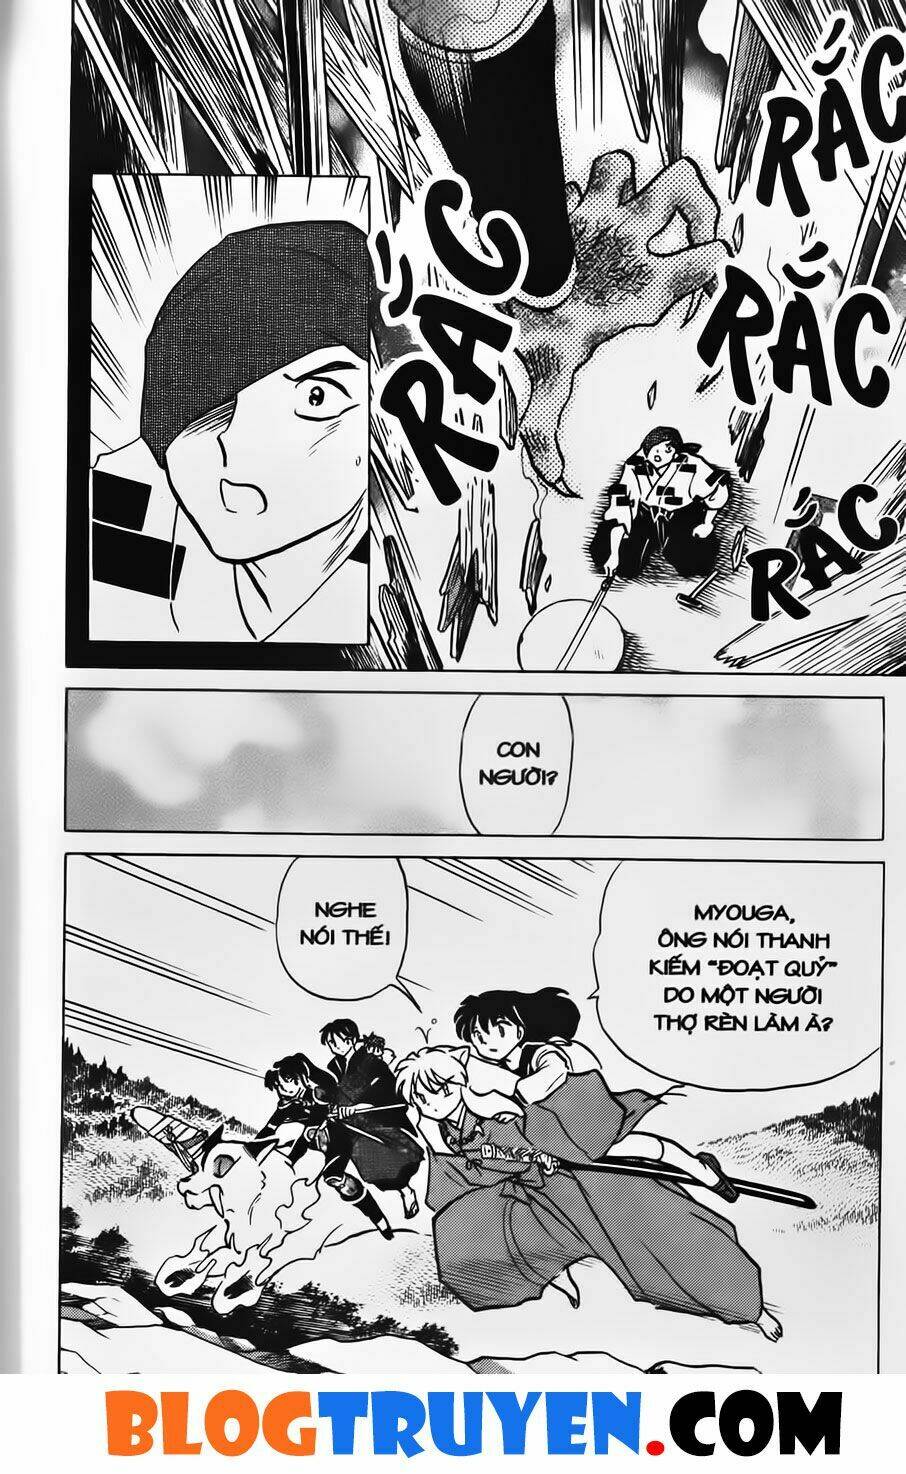 RẮC
RẮC
RẮC
RẮC
CON
NGƯỜI?
MYOUGA,
ÔNG NÓI THANH
KIẾM “ĐOẠT QUỶ”
DO MỘT NGƯỜI
THỢ RÈN LÀM À?
NGHE
NÓI THẾ!
BLOGTRUYEN.COM